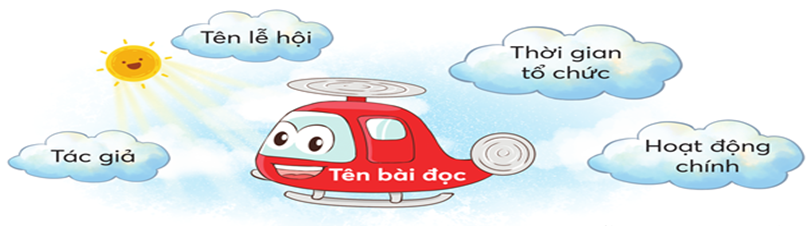 Tên lễ hội
Thời gian
tổ chức
Tác giả
Tên bài đọc
Hoạt động
chính